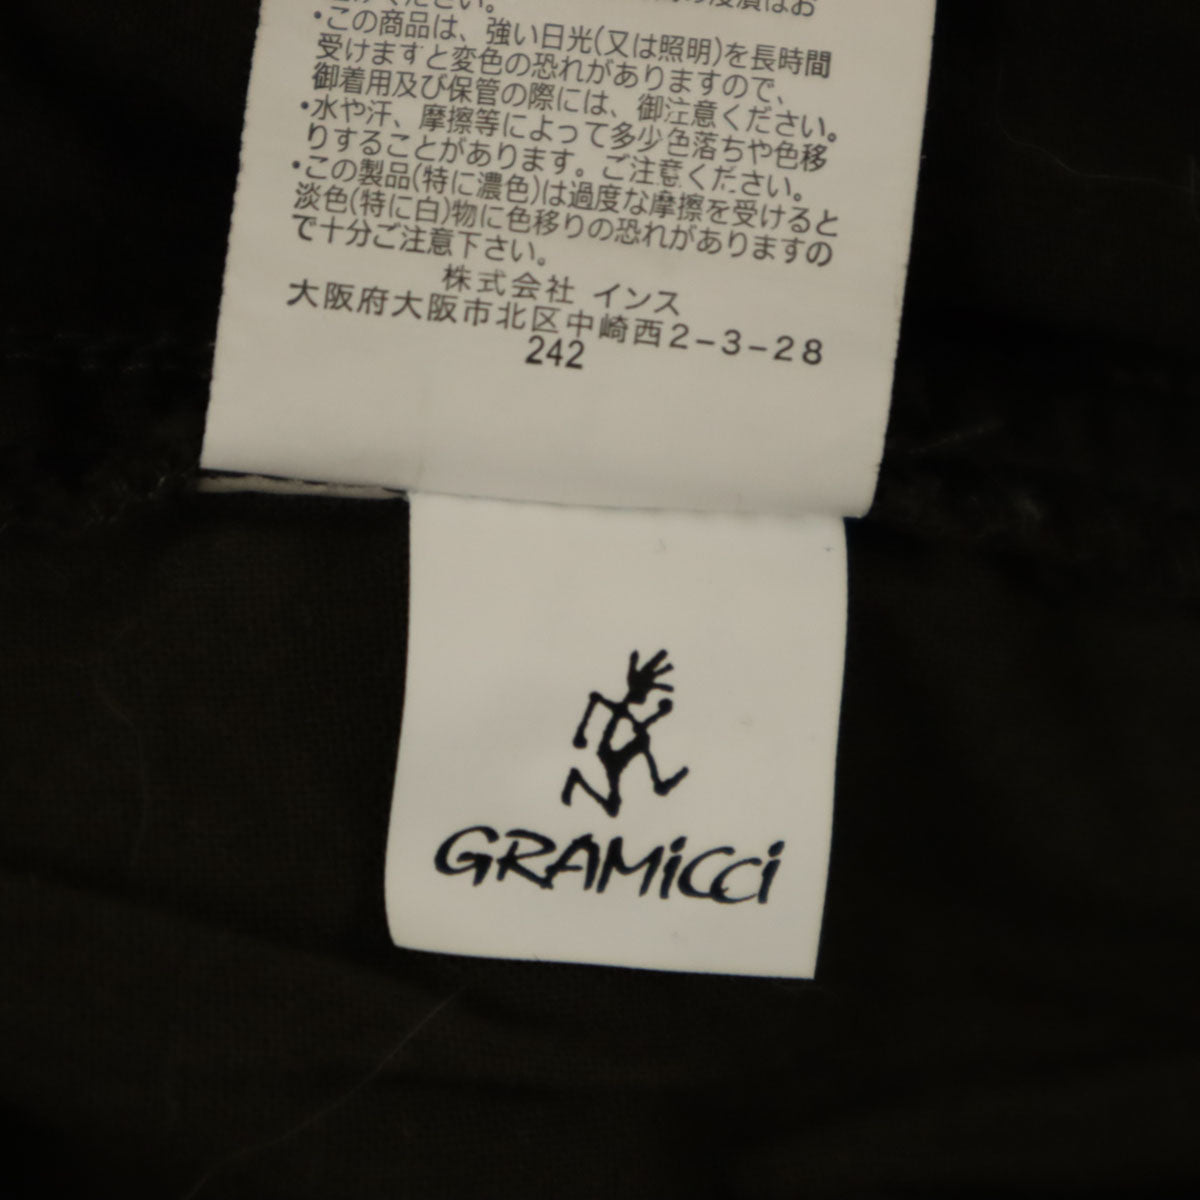 ください。
・この商品は、強い日光(又は照明)を長時間
受けますと変色の恐れがありますので、
御着用及び保管の際には、御注意ください。
・水や汗、摩擦等によって多少色落ちや色移
りすることがあります。ご注意ください。
・この製品(特に濃色)は過度な摩擦を受けると
淡色(特に白)物に色移りの恐れがありますの
で十分ご注意下さい。
株式会社 インス
大阪府大阪市北区中崎西2-3-28
242
GRAMiCCi